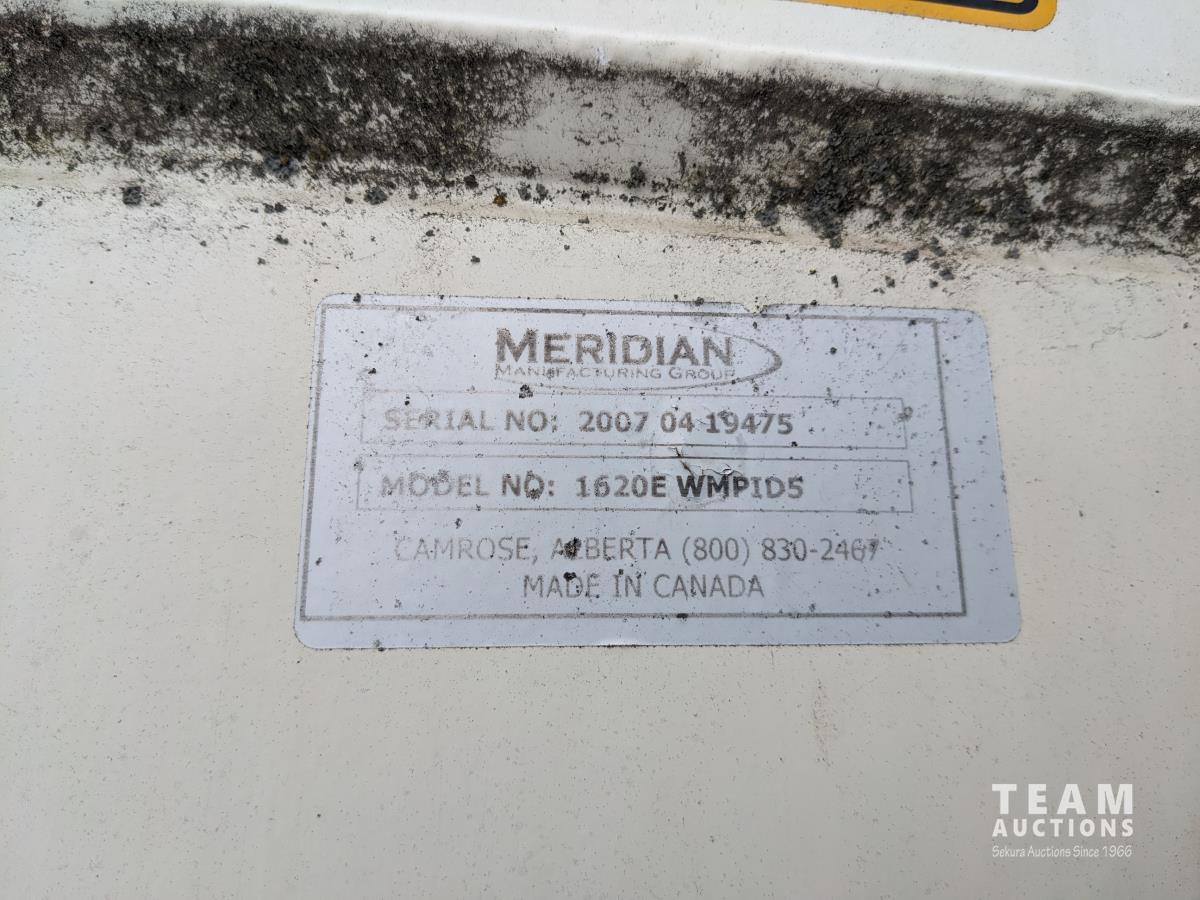 MERIDIAN
MANUFACTURING GROUP
SERIAL NO: 2007 04 19475
MODEL NO: 1620E WMPID5
CAMROSE, ALBERTA (800) 830-2467
MADE IN CANADA
TEAM
AUCTIONS
Sekura Auctions Since 1966